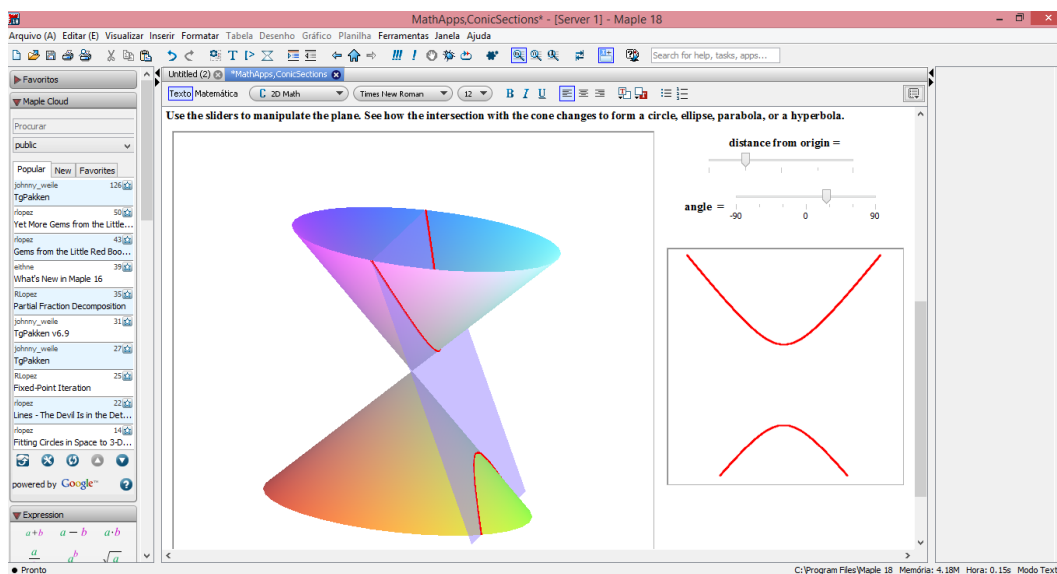 MathApps,ConicSections* - [Server 1] - Maple 18
Arquivo (A) Editar (E) Visualizar Inserir Formatar Tabela Desenho Gráfico Planilha Ferramentas Janela Ajuda
Search for help, tasks, apps...
Favoritos
Untitled (2) *MathApps,ConicSections
Maple Cloud
Texto Matemática C 2D Math Times New Roman 12 B I U
Use the sliders to manipulate the plane. See how the intersection with the cone changes to form a circle, ellipse, parabola, or a hyperbola.
Procurar
public
Popular New Favorites
johnny_weile 126
TgPakken
rlopez 50
Yet More Gems from the Little...
rlopez 43
Gems from the Little Red Boo...
eithne 39
What's New in Maple 16
RLopez 35
Partial Fraction Decomposition
johnny_weile 31
TgPakken v6.9
johnny_weile 27
TgPakken
RLopez 25
Fixed-Point Iteration
rlopez 22
Lines - The Devil Is in the Det...
rlopez 14
Fitting Circles in Space to 3-D...
powered by Google™
Expression
a+b a-b a·b
a a^b √a
distance from origin =
angle =
-90 0 90
Pronto
C:\Program Files\Maple 18 Memória: 4.18M Hora: 0.15s Modo Text